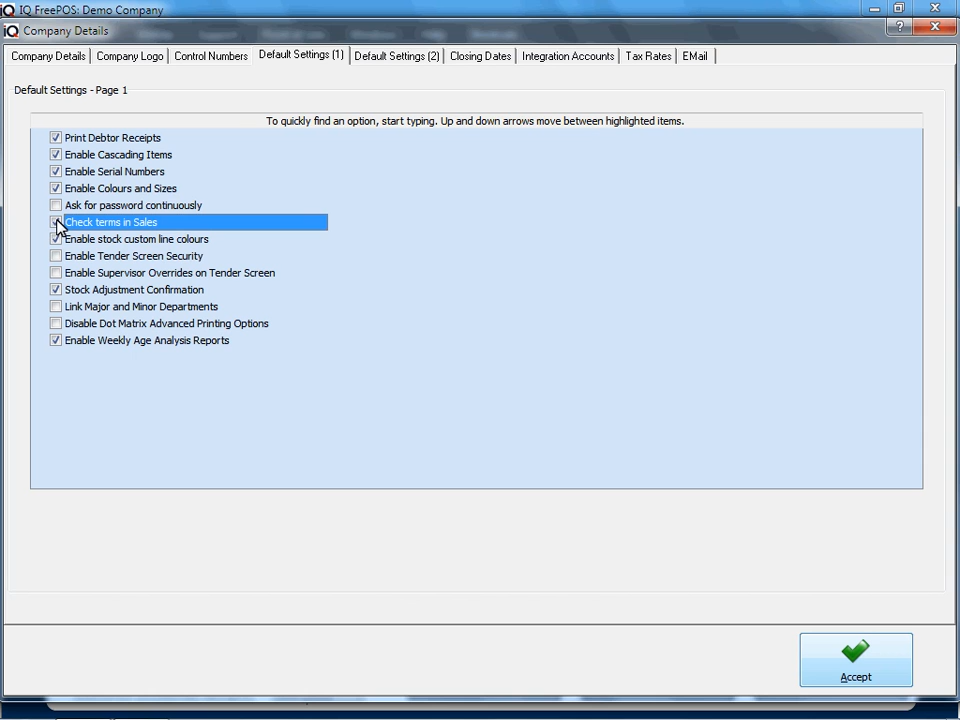 IQ FreePOS: Demo Company
Company Details
Company Details Company Logo Control Numbers Default Settings (1) Default Settings (2) Closing Dates Integration Accounts Tax Rates EMail
Default Settings - Page 1
To quickly find an option, start typing. Up and down arrows move between highlighted items.
Print Debtor Receipts
Enable Cascading Items
Enable Serial Numbers
Enable Colours and Sizes
Ask for password continuously
Check terms in Sales
Enable stock custom line colours
Enable Tender Screen Security
Enable Supervisor Overrides on Tender Screen
Stock Adjustment Confirmation
Link Major and Minor Departments
Disable Dot Matrix Advanced Printing Options
Enable Weekly Age Analysis Reports
Accept